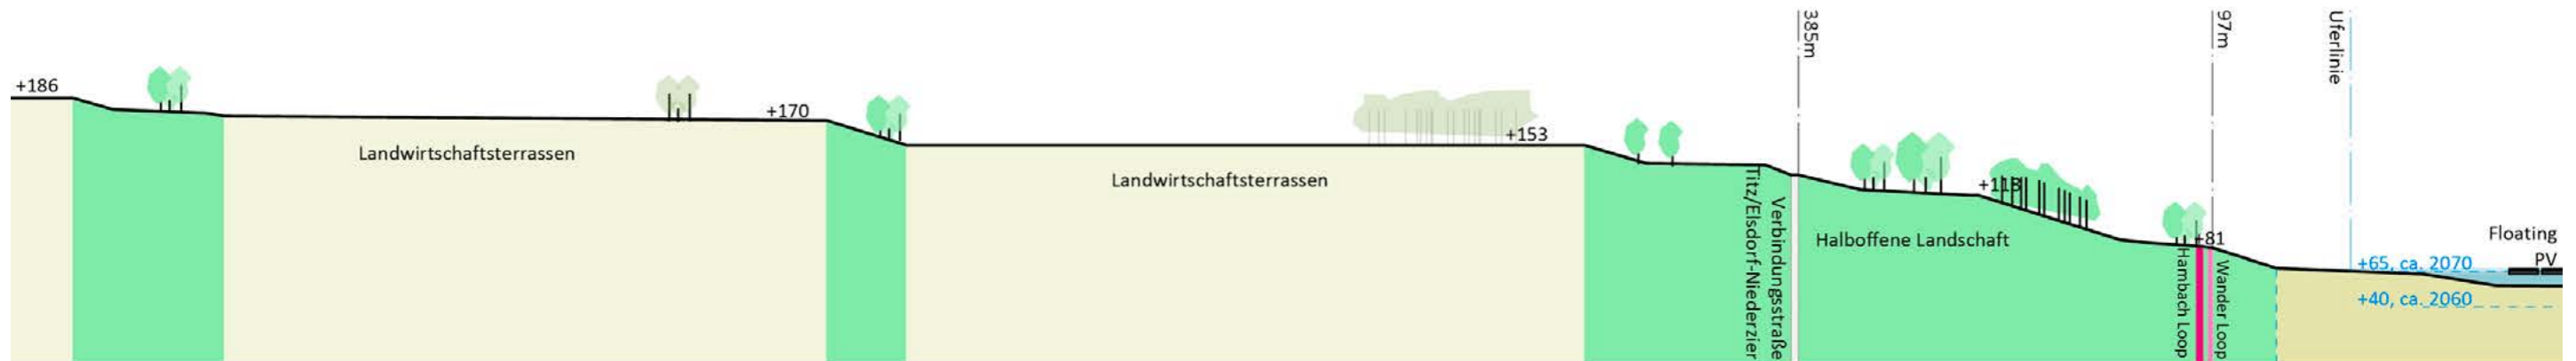 +186
Landwirtschaftsterrassen
+170
Landwirtschaftsterrassen
+153
Titz/Elsdorf-Niederzier
Verbindungsstraße
385m
Halboffene Landschaft
+113
Hambach Loop
+81
Wander Loop
97m
Uferlinie
+65, ca. 2070
+40, ca. 2060
Floating
PV